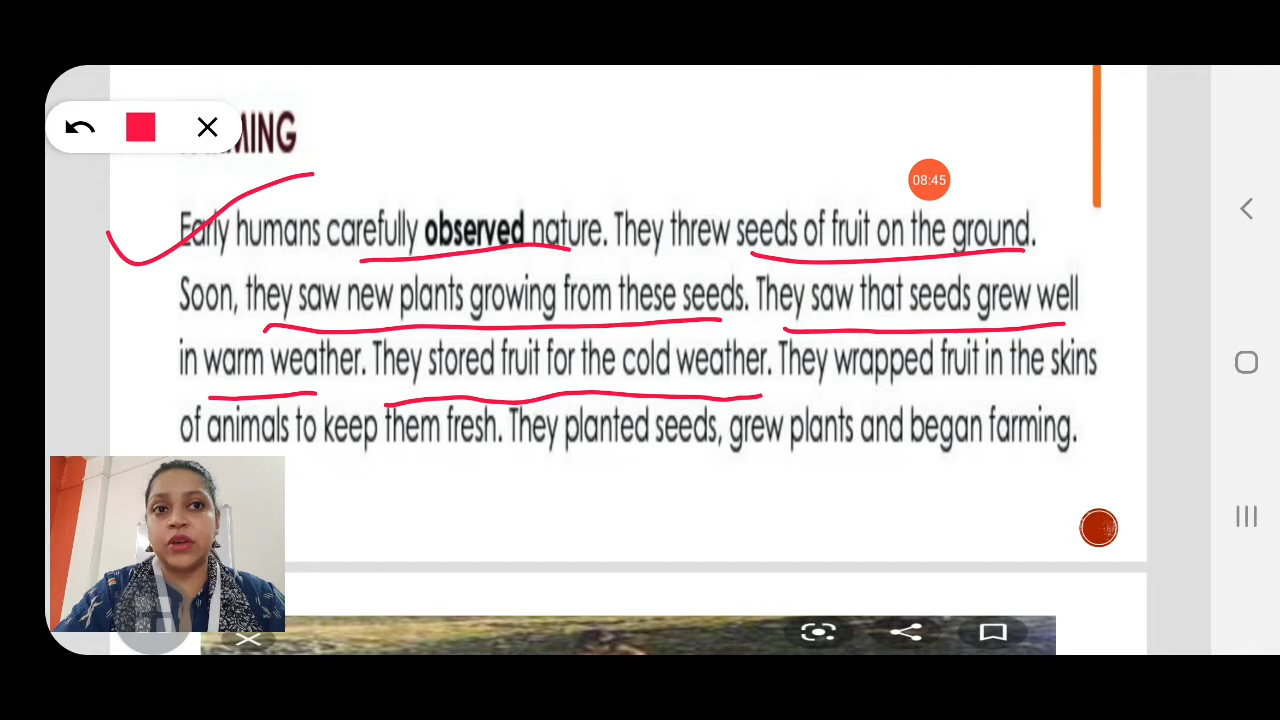 MING
08:45
Early humans carefully observed nature. They threw seeds of fruit on the ground.
Soon, they saw new plants growing from these seeds. They saw that seeds grew well
in warm weather. They stored fruit for the cold weather. They wrapped fruit in the skins
of animals to keep them fresh. They planted seeds, grew plants and began farming.